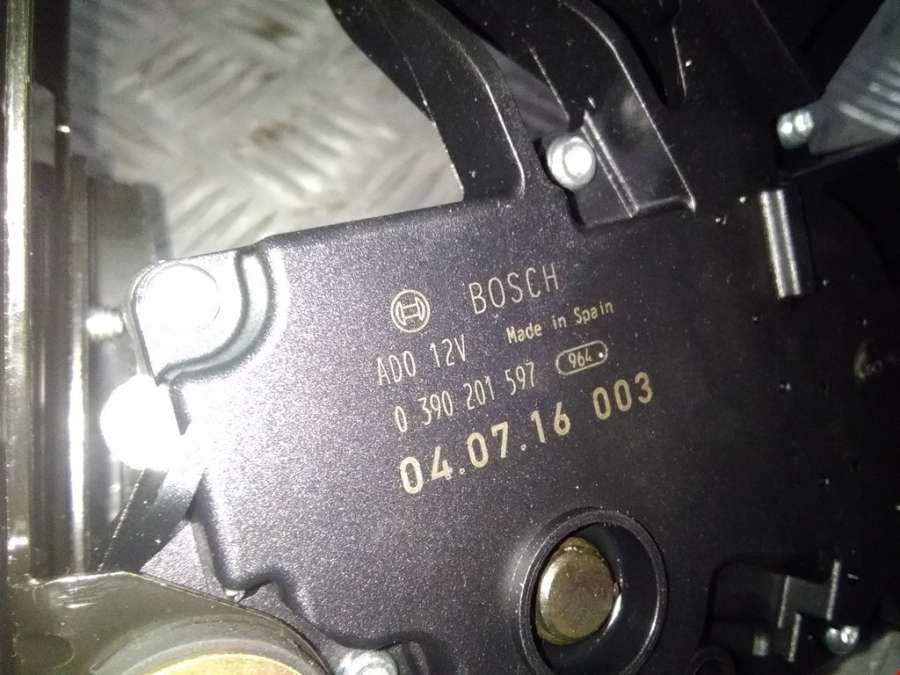 BOSCH
Made in Spain
ADO 12V
0 390 201 597 964
04.07.16 003